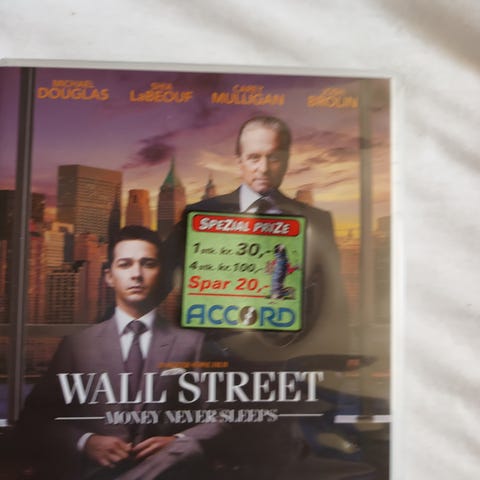 MICHAEL SHIA CAREY JOSH
DOUGLAS LaBEOUF MULLIGAN BROLIN
SPEZIAL PRIZE
1 stk. kr. 30,-
4 stk. kr. 100,-
Spar 20,-
ACCORD
WALL STREET
MONEY NEVER SLEEPS